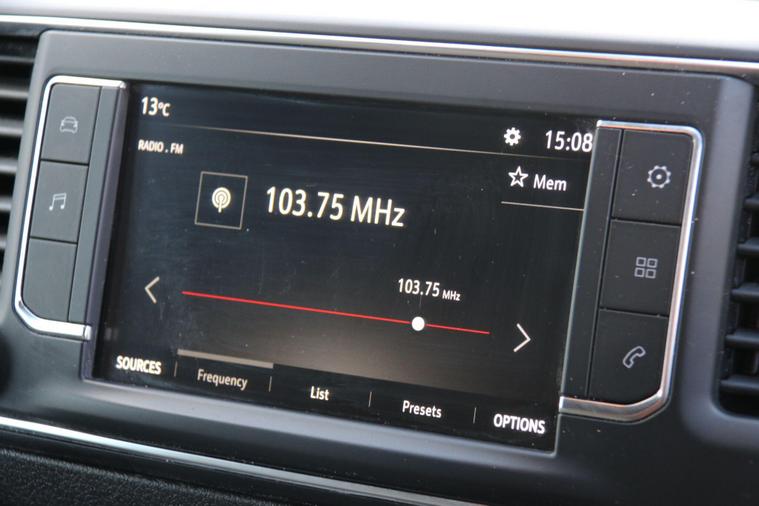 13°C
15:08
RADIO . FM
Mem
103.75 MHz
103.75 MHz
SOURCES
Frequency
List
Presets
OPTIONS